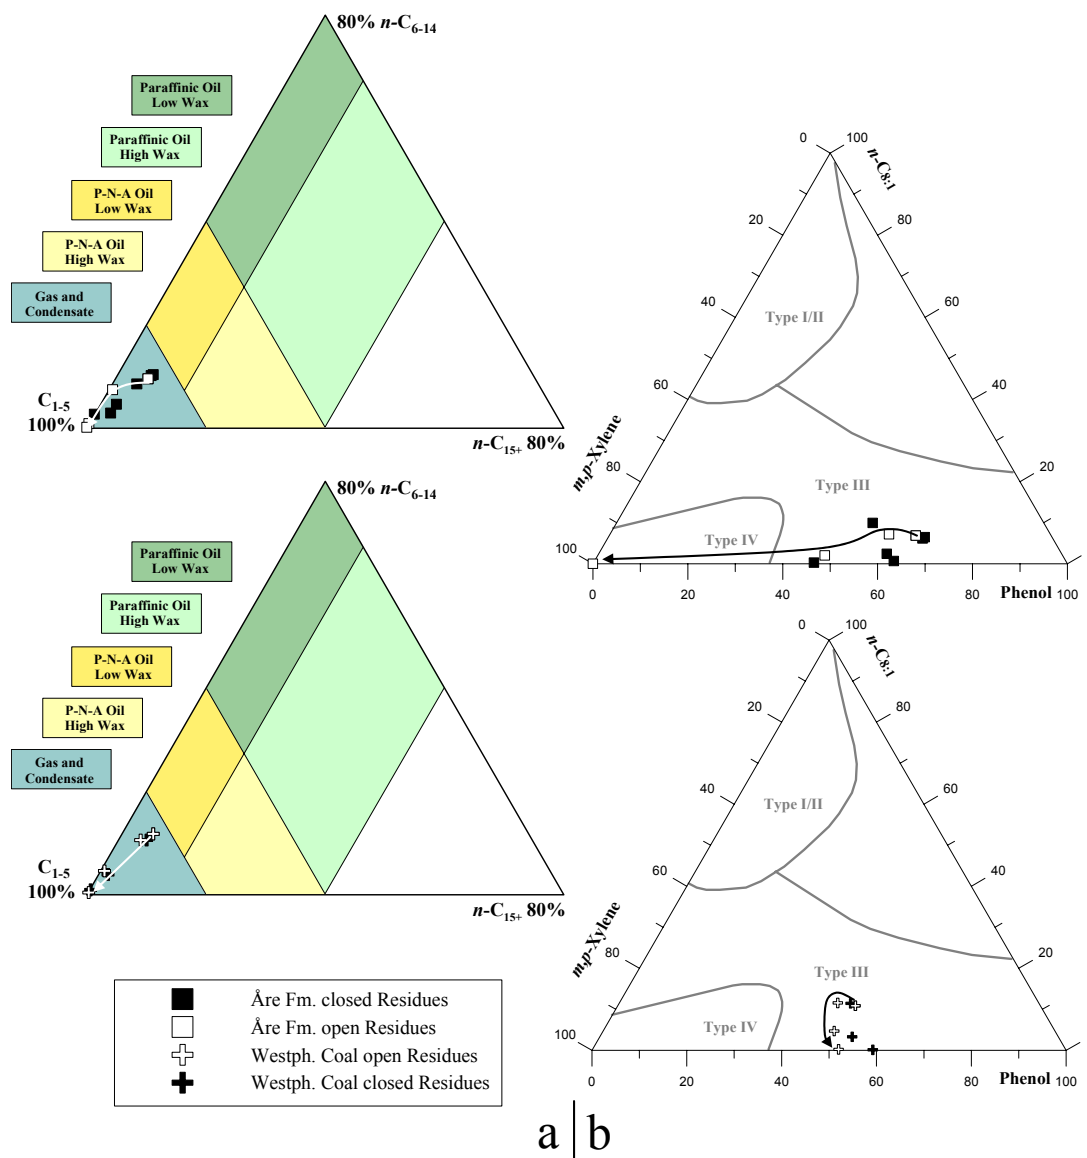 80% n-C6-14
Paraffinic Oil
Low Wax
Paraffinic Oil
High Wax
P-N-A Oil
Low Wax
P-N-A Oil
High Wax
Gas and
Condensate
C1-5
100%
n-C15+ 80%
0
100
n-C8:1
20
80
Type I/II
40
60
60
40
m,p-Xylene
80
20
Type III
Type IV
100
0
20
40
60
80
100
Phenol
80% n-C6-14
Paraffinic Oil
Low Wax
Paraffinic Oil
High Wax
P-N-A Oil
Low Wax
P-N-A Oil
High Wax
Gas and
Condensate
C1-5
100%
n-C15+ 80%
0
100
n-C8:1
20
80
Type I/II
40
60
60
40
m,p-Xylene
80
20
Type III
Type IV
100
0
20
40
60
80
100
Phenol
Åre Fm. closed Residues
Åre Fm. open Residues
Westph. Coal open Residues
Westph. Coal closed Residues
a | b